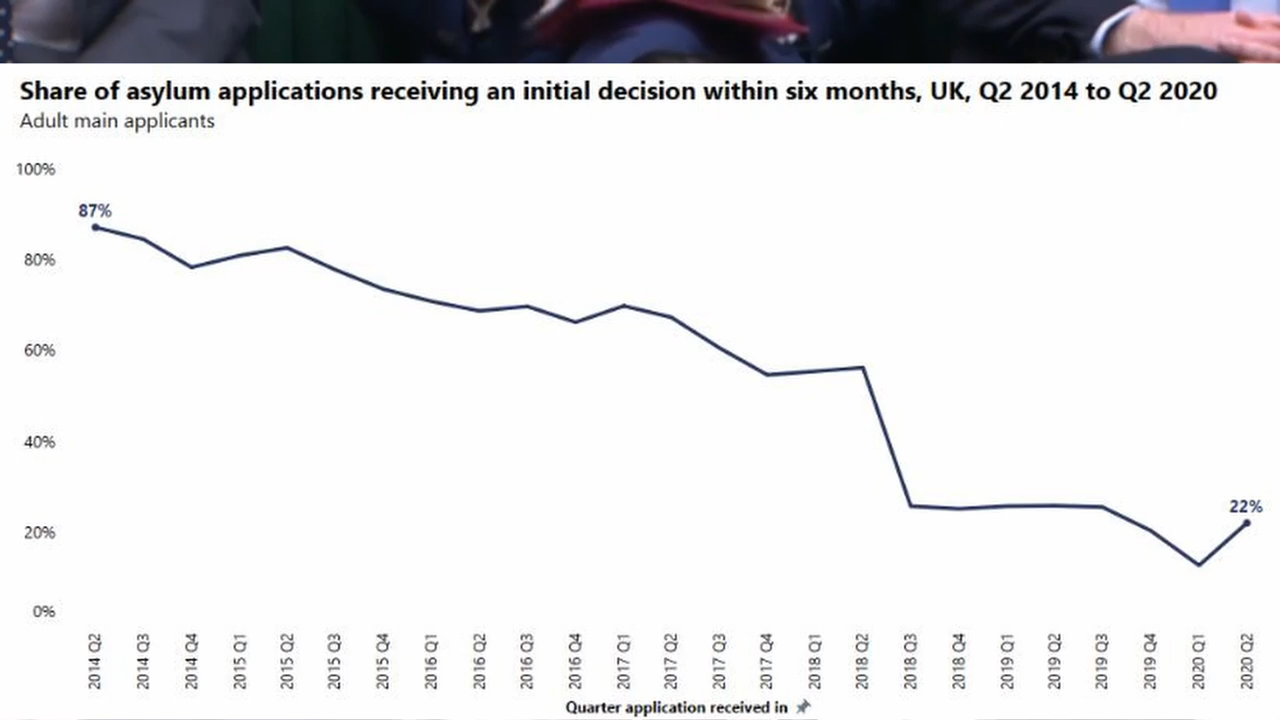 Share of asylum applications receiving an initial decision within six months, UK, Q2 2014 to Q2 2020
Adult main applicants
100%
87%
80%
60%
40%
22%
20%
0%
2014 Q2
2014 Q3
2014 Q4
2015 Q1
2015 Q2
2015 Q3
2015 Q4
2016 Q1
2016 Q2
2016 Q3
2016 Q4
2017 Q1
2017 Q2
2017 Q3
2017 Q4
2018 Q1
2018 Q2
2018 Q3
2018 Q4
2019 Q1
2019 Q2
2019 Q3
2019 Q4
2020 Q1
2020 Q2
Quarter application received in